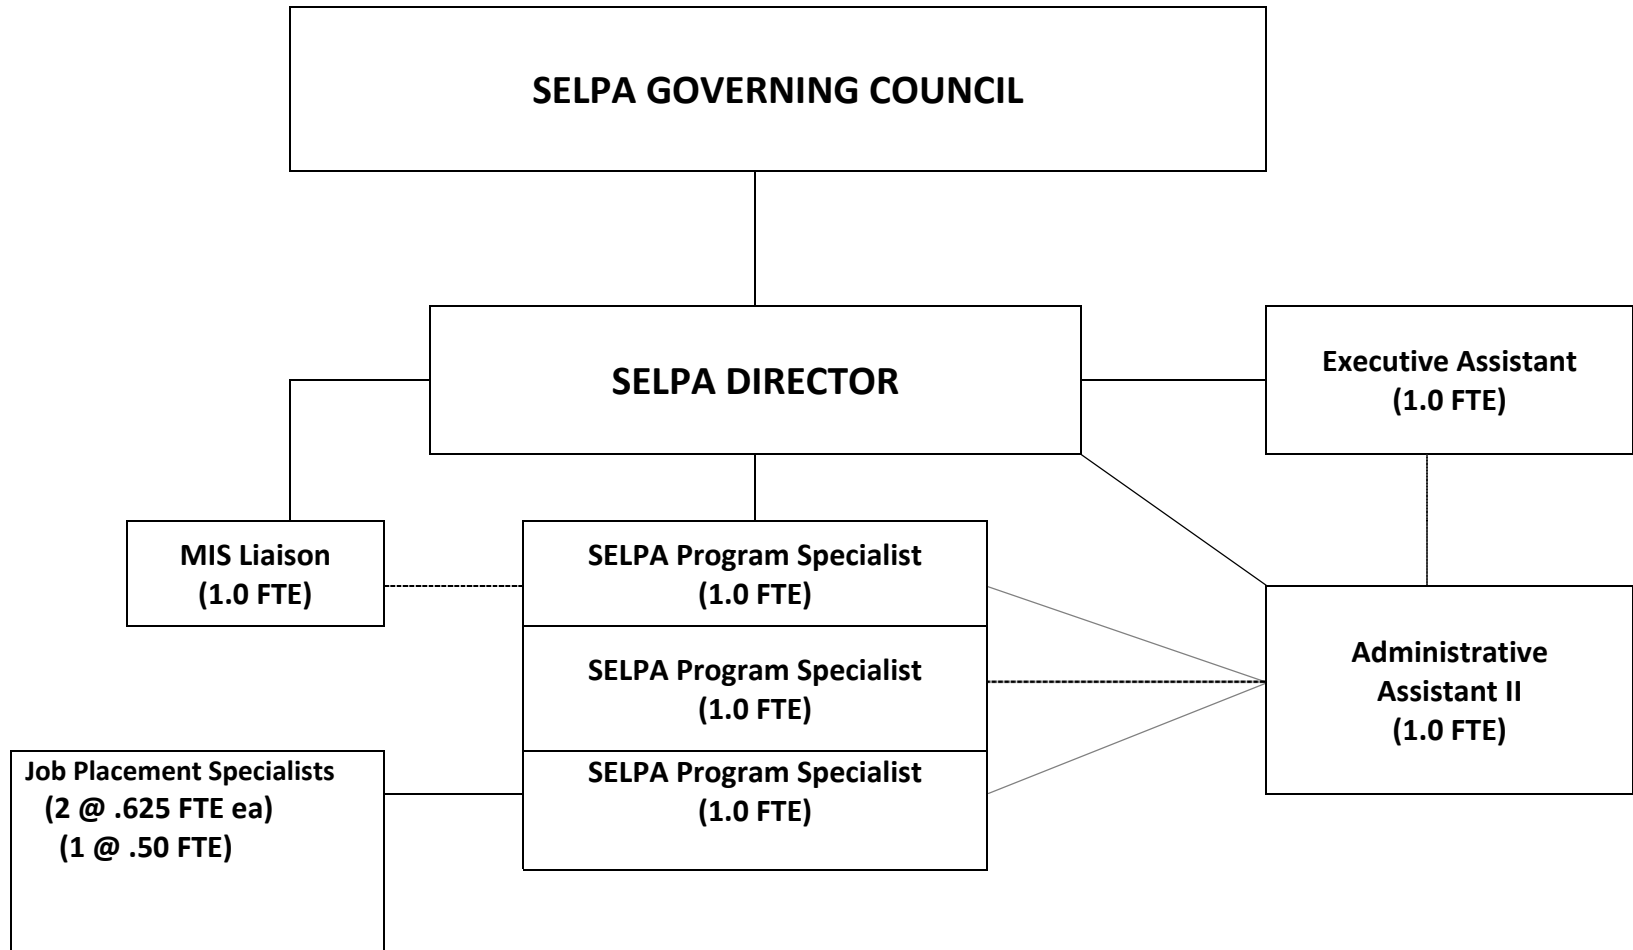 SELPA GOVERNING COUNCIL
SELPA DIRECTOR
Executive Assistant
(1.0 FTE)
MIS Liaison
(1.0 FTE)
SELPA Program Specialist
(1.0 FTE)
SELPA Program Specialist
(1.0 FTE)
Administrative
Assistant II
(1.0 FTE)
Job Placement Specialists
(2 @ .625 FTE ea)
(1 @ .50 FTE)
SELPA Program Specialist
(1.0 FTE)